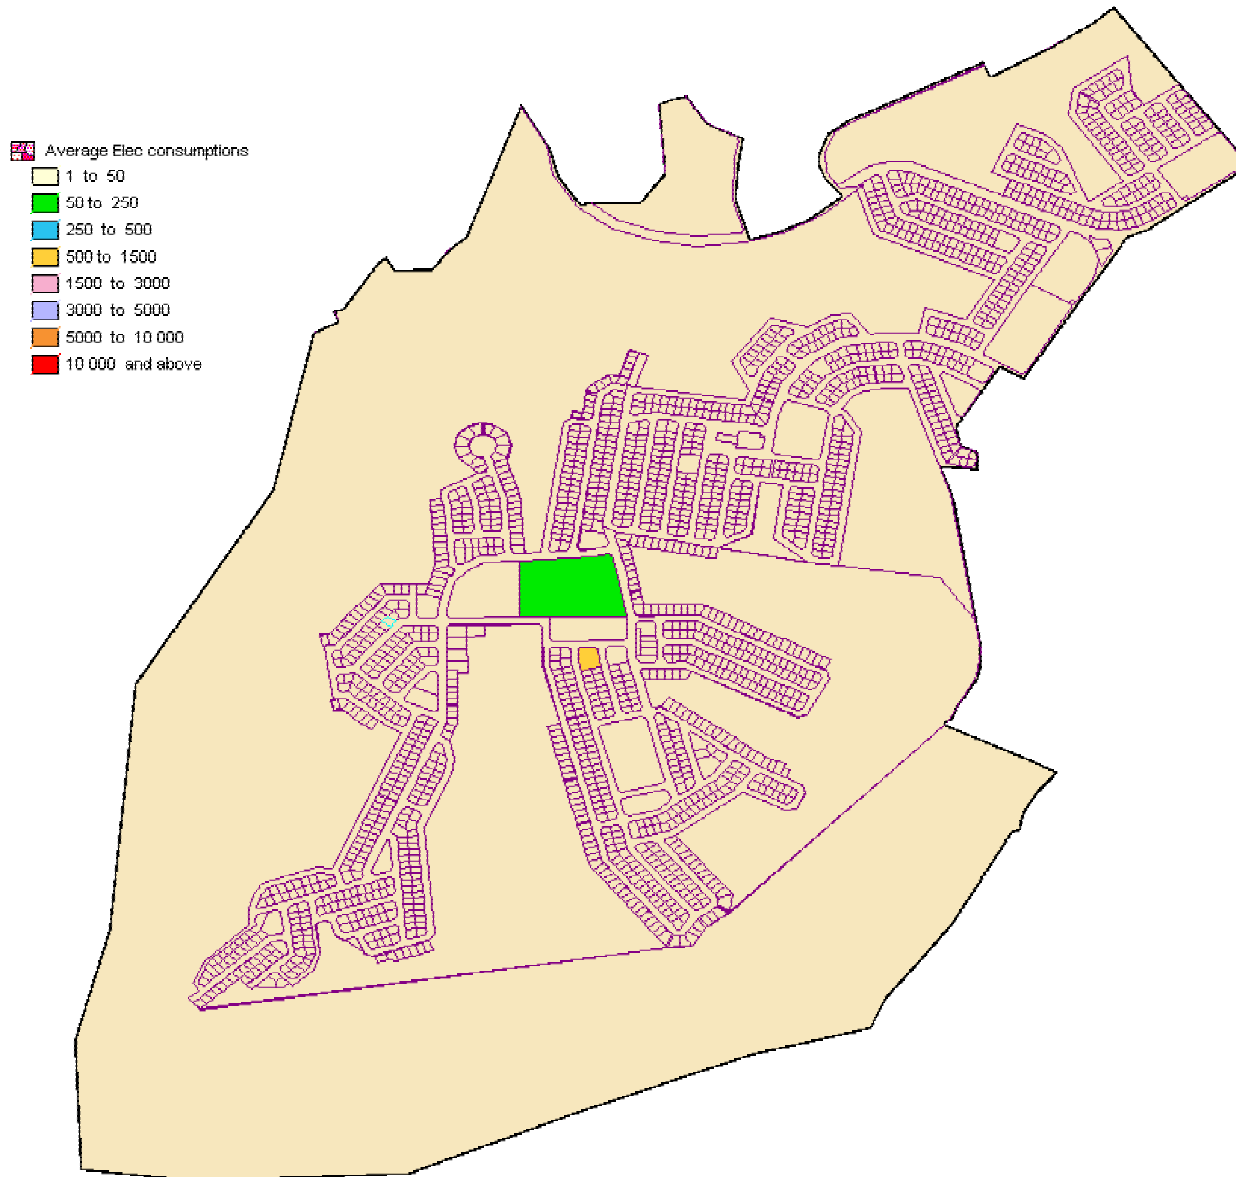 Average Elec consumptions
1 to 50
50 to 250
250 to 500
500 to 1500
1500 to 3000
3000 to 5000
5000 to 10 000
10 000 and above